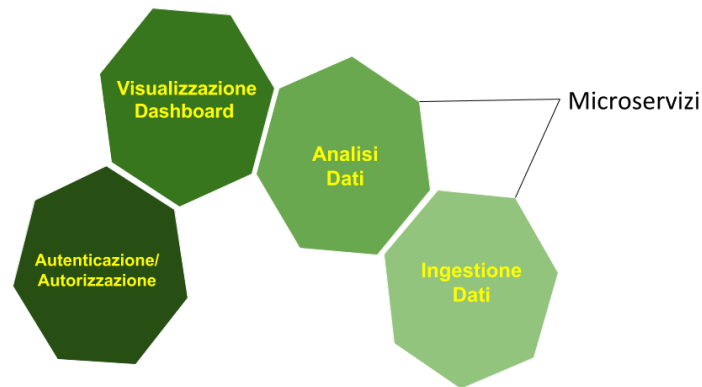 Visualizzazione
Dashboard
Analisi
Dati
Microservizi
Autenticazione/
Autorizzazione
Ingestione
Dati